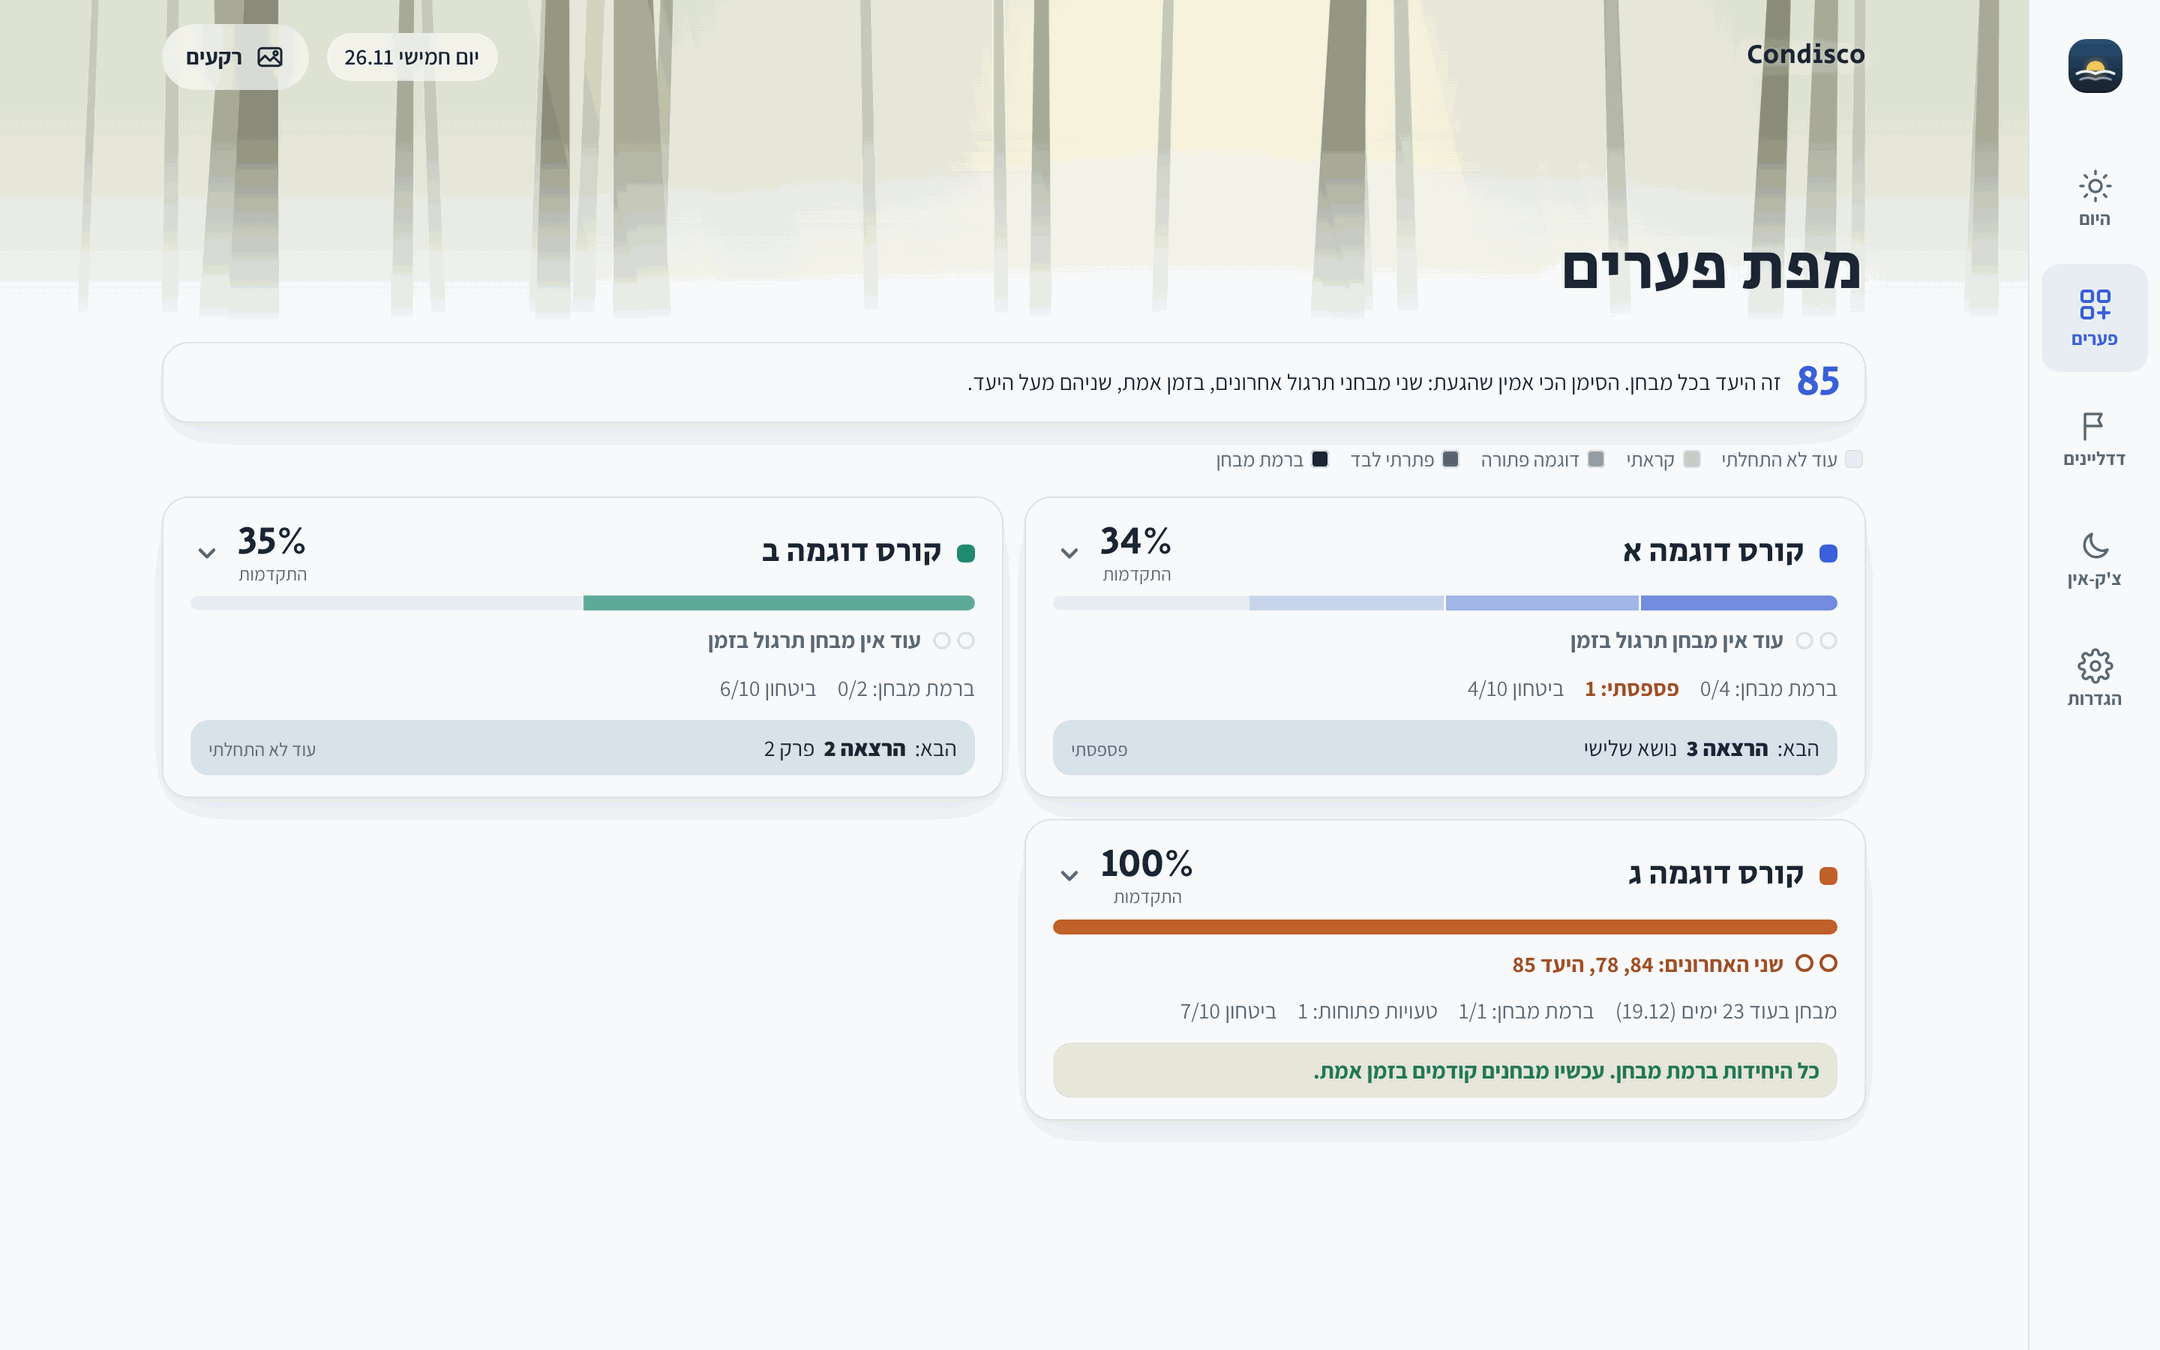 Condisco
יום חמישי 26.11
רקעים
היום
פערים
דדליינים
צ'ק-אין
הגדרות
מפת פערים
85 זה היעד בכל מבחן. הסימן הכי אמין שהגעת: שני מבחני תרגול אחרונים, בזמן אמת, שניהם מעל היעד.
עוד לא התחלתי קראתי דוגמה פתורה פתרתי לבד ברמת מבחן
קורס דוגמה א
34%
התקדמות
עוד אין מבחן תרגול בזמן
ברמת מבחן: 0/4 פספסתי: 1 ביטחון 4/10
הבא: הרצאה 3 נושא שלישי פספסתי
קורס דוגמה ב
35%
התקדמות
עוד אין מבחן תרגול בזמן
ברמת מבחן: 0/2 ביטחון 6/10
הבא: הרצאה 2 פרק 2 עוד לא התחלתי
קורס דוגמה ג
100%
התקדמות
שני האחרונים: 84, 78, היעד 85
מבחן בעוד 23 ימים (19.12) ברמת מבחן: 1/1 טעויות פתוחות: 1 ביטחון 7/10
כל היחידות ברמת מבחן. עכשיו מבחנים קודמים בזמן אמת.